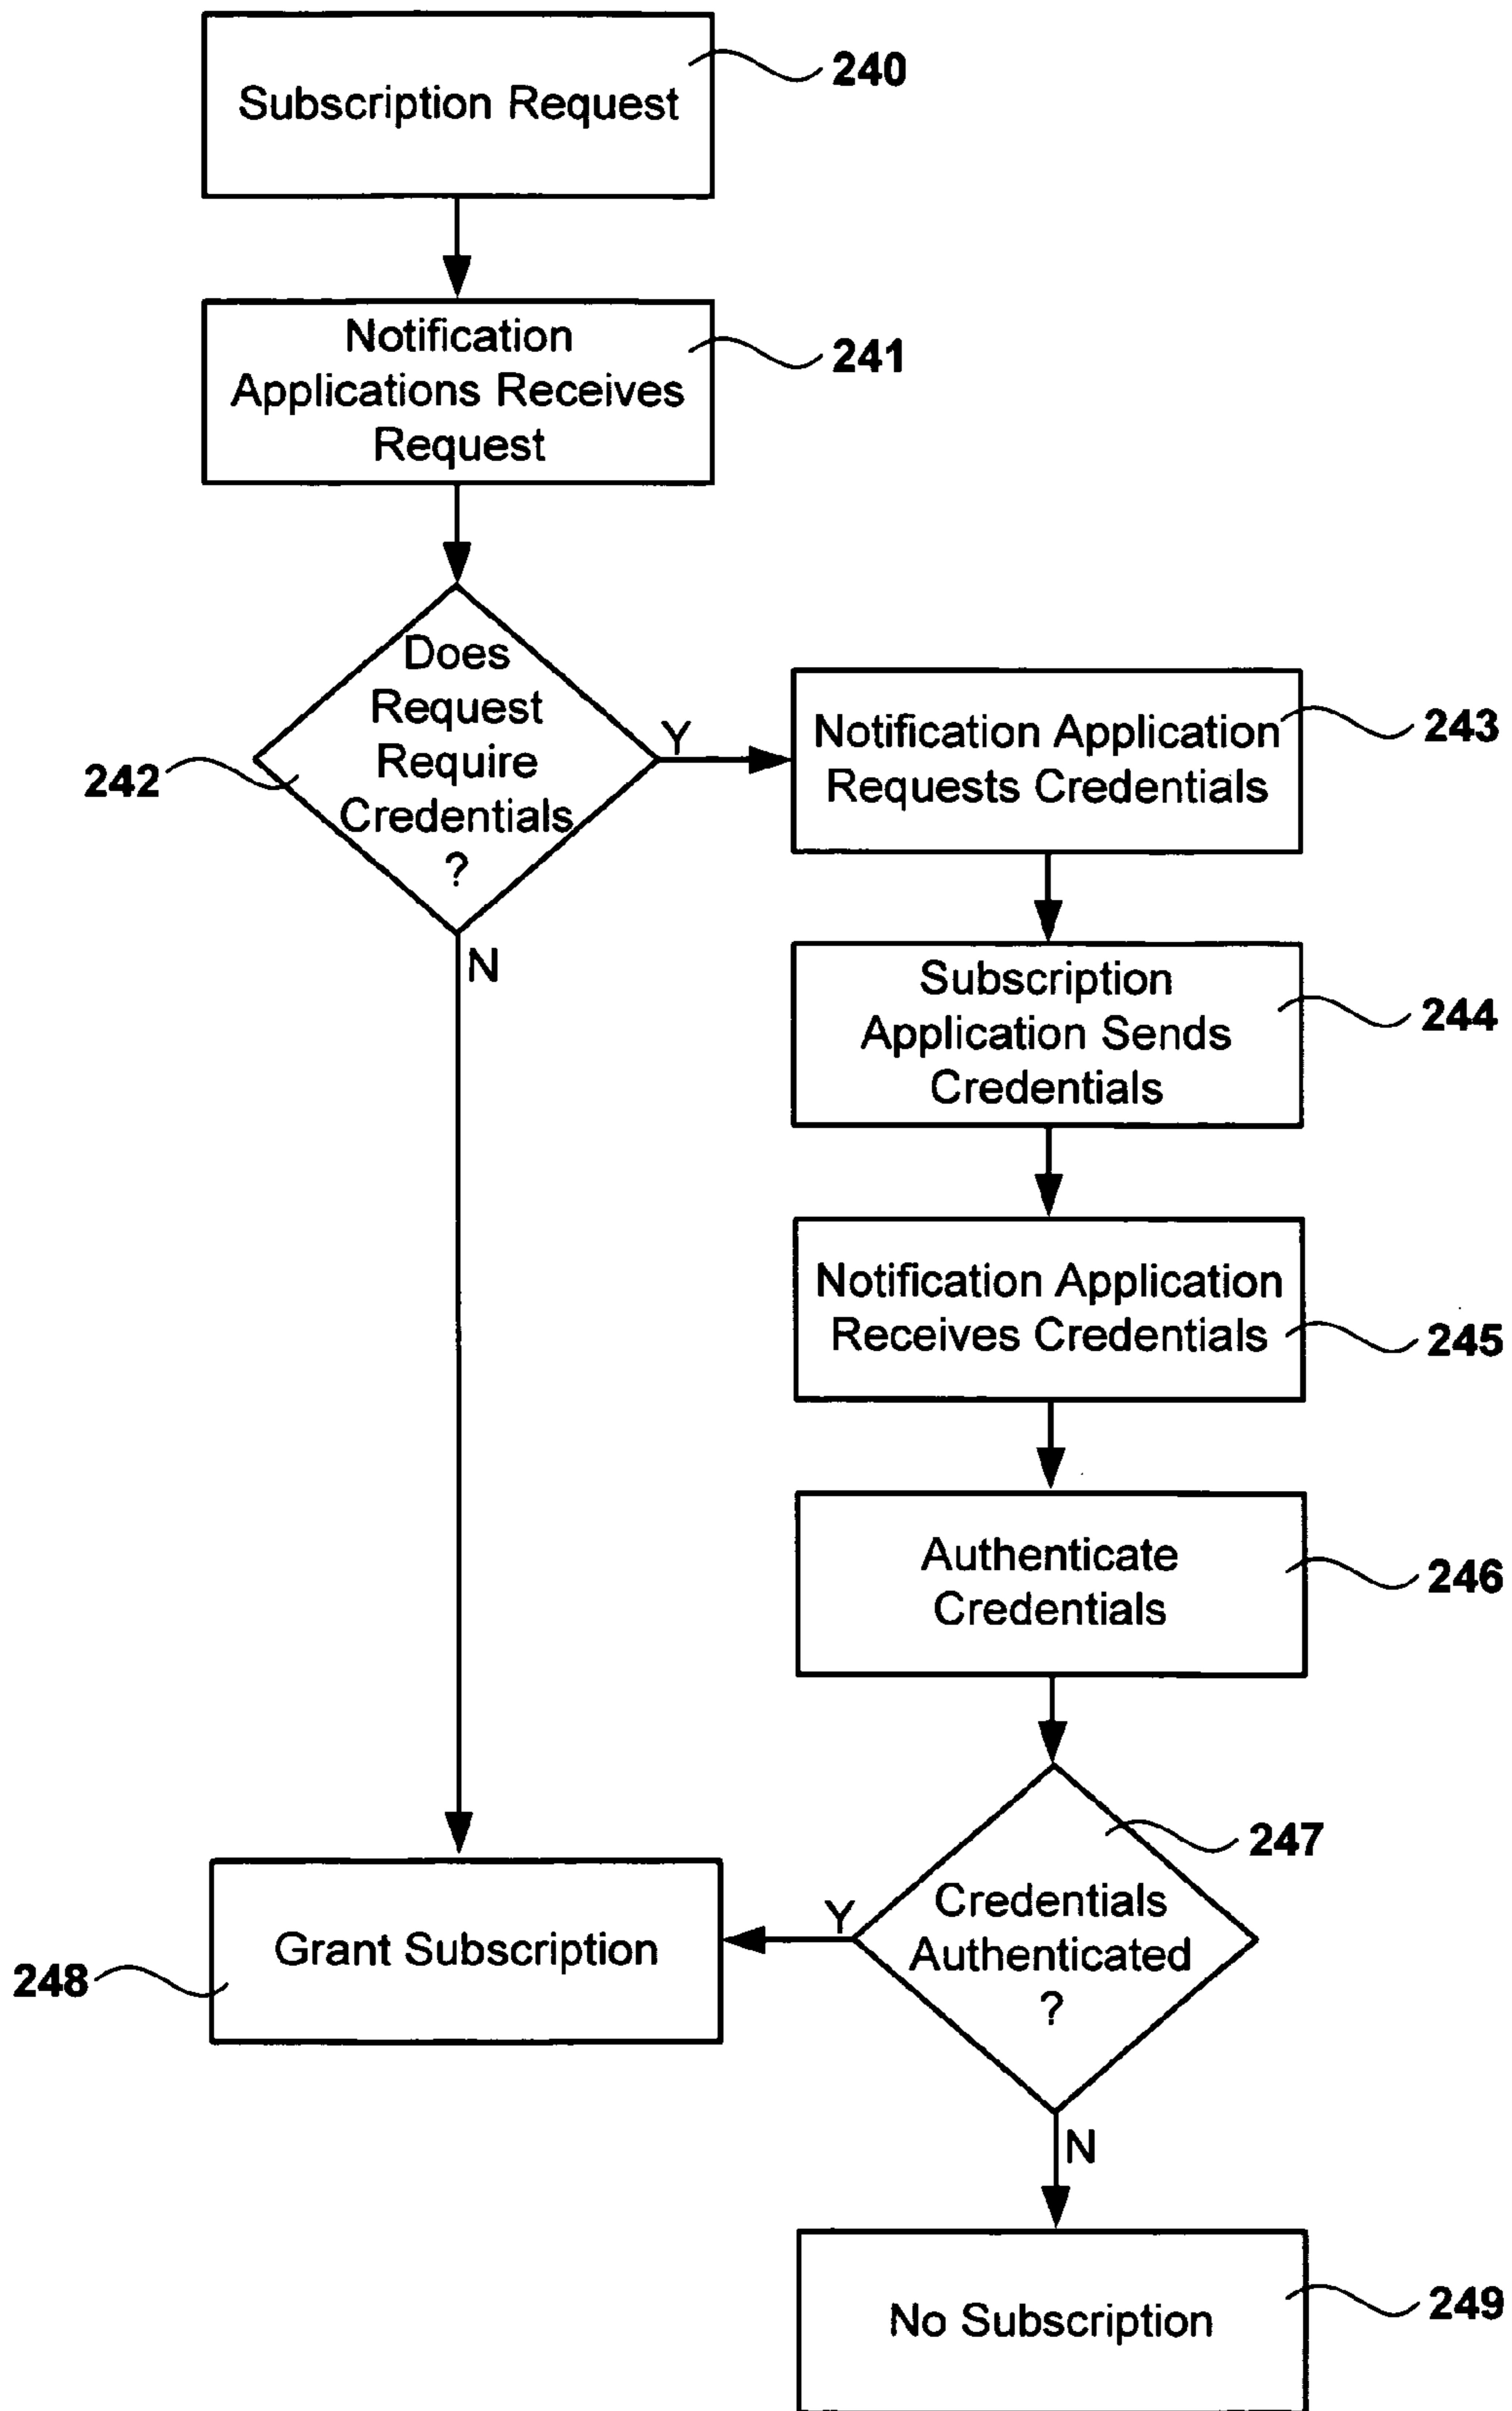 Subscription Request
240
Notification
Applications Receives
Request
241
Does
Request
Require
Credentials
?
242
Y
N
Notification Application
Requests Credentials
243
Subscription
Application Sends
Credentials
244
Notification Application
Receives Credentials
245
Authenticate
Credentials
246
247
Credentials
Authenticated
?
Y
N
Grant Subscription
248
No Subscription
249